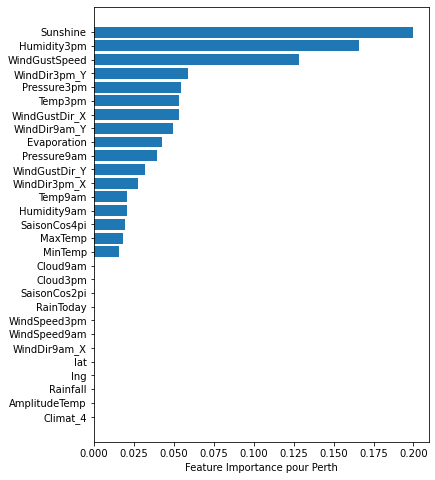 Sunshine
Humidity3pm
WindGustSpeed
WindDir3pm_Y
Pressure3pm
Temp3pm
WindGustDir_X
WindDir9am_Y
Evaporation
Pressure9am
WindGustDir_Y
WindDir3pm_X
Temp9am
Humidity9am
SaisonCos4pi
MaxTemp
MinTemp
Cloud9am
Cloud3pm
SaisonCos2pi
RainToday
WindSpeed3pm
WindSpeed9am
WindDir9am_X
lat
lng
Rainfall
AmplitudeTemp
Climat_4
0.000 0.025 0.050 0.075 0.100 0.125 0.150 0.175 0.200
Feature Importance pour Perth